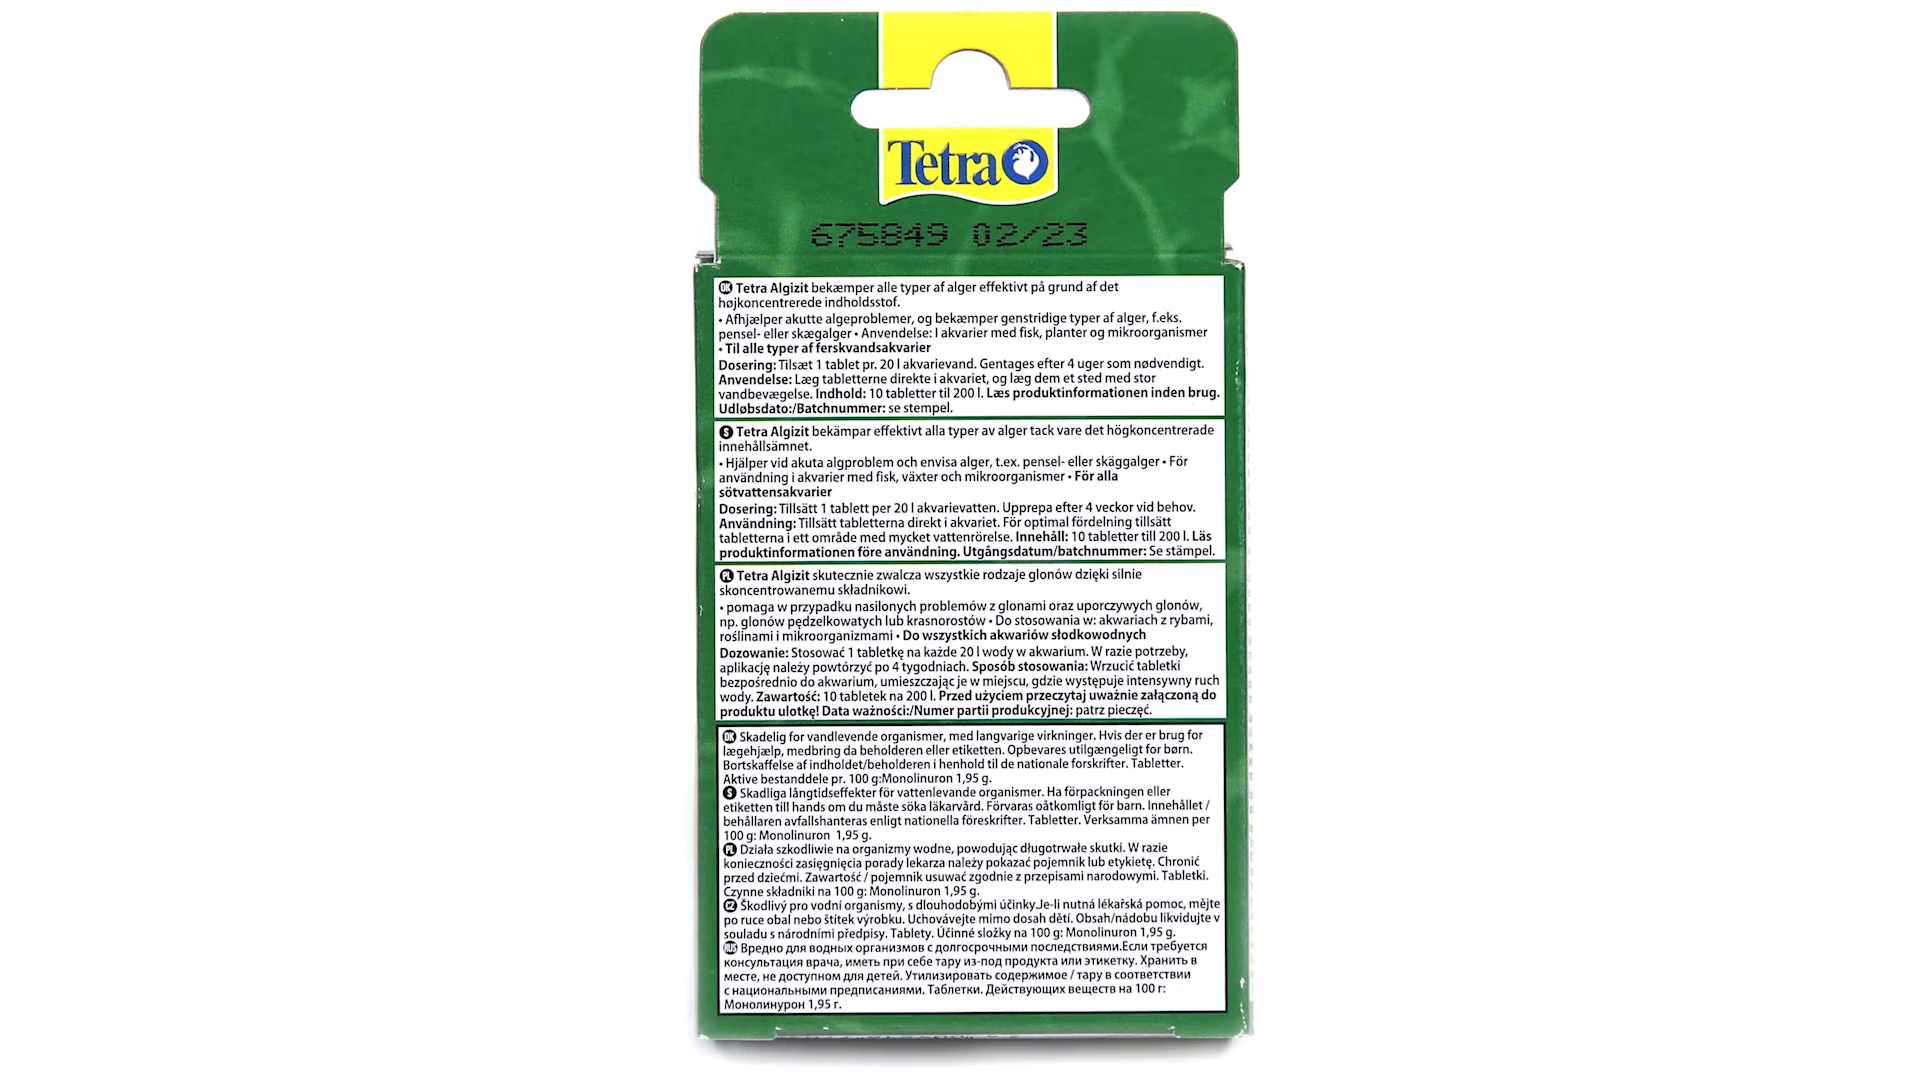 Tetra
675849 02/23
DK Tetra Algizit bekæmper alle typer af alger effektivt på grund af det
højkoncentrerede indholdsstof.
• Afhjælper akutte algeproblemer, og bekæmper genstridige typer af alger, f.eks.
pensel- eller skægalger • Anvendelse: I akvarier med fisk, planter og mikroorganismer
• Til alle typer af ferskvandsakvarier
Dosering: Tilsæt 1 tablet pr. 20 l akvarievand. Gentages efter 4 uger som nødvendigt.
Anvendelse: Læg tabletterne direkte i akvariet, og læg dem et sted med stor
vandbevægelse. Indhold: 10 tabletter til 200 l. Læs produktinformationen inden brug.
Udløbsdato:/Batchnummer: se stempel.
S Tetra Algizit bekämpar effektivt alla typer av alger tack vare det högkoncentrerade
innehållsämnet.
• Hjälper vid akuta algproblem och envisa alger, t.ex. pensel- eller skäggalger • För
användning i akvarier med fisk, växter och mikroorganismer • För alla
sötvattensakvarier
Dosering: Tillsätt 1 tablett per 20 l akvarievatten. Upprepa efter 4 veckor vid behov.
Användning: Tillsätt tabletterna direkt i akvariet. För optimal fördelning tillsätt
tabletterna i ett område med mycket vattenrörelse. Innehåll: 10 tabletter till 200 l. Läs
produktinformationen före användning. Utgångsdatum/batchnummer: Se stämpel.
PL Tetra Algizit skutecznie zwalcza wszystkie rodzaje glonów dzięki silnie
skoncentrowanemu składnikowi.
• pomaga w przypadku nasilonych problemów z glonami oraz uporczywych glonów,
np. glonów pędzelkowatych lub krasnorostów • Do stosowania w: akwariach z rybami,
roślinami i mikroorganizmami • Do wszystkich akwariów słodkowodnych
Dozowanie: Stosować 1 tabletkę na każde 20 l wody w akwarium. W razie potrzeby,
aplikację należy powtórzyć po 4 tygodniach. Sposób stosowania: Wrzucić tabletki
bezpośrednio do akwarium, umieszczając je w miejscu, gdzie występuje intensywny ruch
wody. Zawartość: 10 tabletek na 200 l. Przed użyciem przeczytaj uważnie załączoną do
produktu ulotkę! Data ważności:/Numer partii produkcyjnej: patrz pieczęć.
DK Skadelig for vandlevende organismer, med langvarige virkninger. Hvis der er brug for
lægehjælp, medbring da beholderen eller etiketten. Opbevares utilgængeligt for børn.
Bortskaffelse af indholdet/beholderen i henhold til de nationale forskrifter. Tabletter.
Aktive bestanddele pr. 100 g:Monolinuron 1,95 g.
S Skadliga långtidseffekter för vattenlevande organismer. Ha förpackningen eller
etiketten till hands om du måste söka läkarvård. Förvaras oåtkomligt för barn. Innehållet /
behållaren avfallshanteras enligt nationella föreskrifter. Tabletter. Verksamma ämnen per
100 g: Monolinuron 1,95 g.
PL Działa szkodliwie na organizmy wodne, powodując długotrwałe skutki. W razie
konieczności zasięgnięcia porady lekarza należy pokazać pojemnik lub etykietę. Chronić
przed dziećmi. Zawartość / pojemnik usuwać zgodnie z przepisami narodowymi. Tabletki.
Czynne składniki na 100 g: Monolinuron 1,95 g.
CZ Škodlivý pro vodní organismy, s dlouhodobými účinky.Je-li nutná lékařská pomoc, mějte
po ruce obal nebo štítek výrobku. Uchovávejte mimo dosah dětí. Obsah/nádobu likvidujte v
souladu s národními předpisy. Tablety. Účinné složky na 100 g: Monolinuron 1,95 g.
RUS Вредно для водных организмов с долгосрочными последствиями.Если требуется
консультация врача, иметь при себе тару из-под продукта или этикетку. Хранить в
месте, не доступном для детей. Утилизировать содержимое / тару в соответствии
с национальными предписаниями. Таблетки. Действующих веществ на 100 г:
Монолинурон 1,95 г.